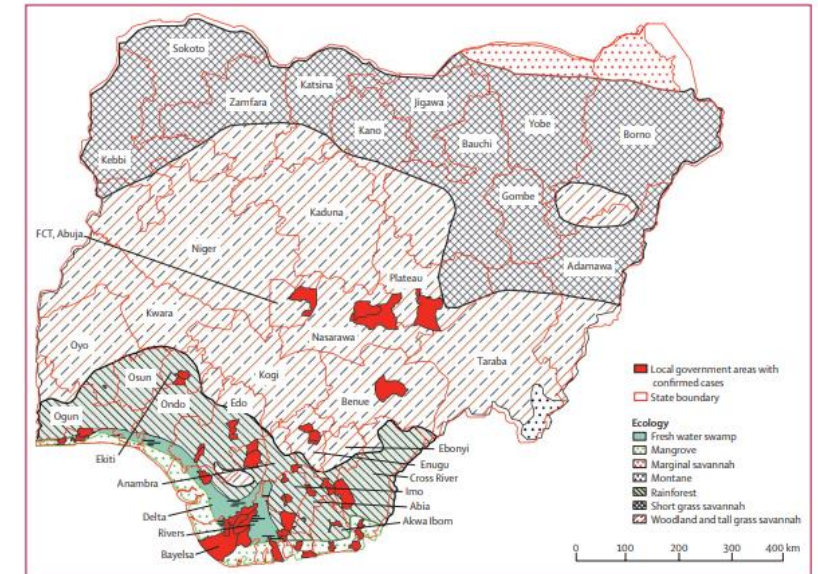 Sokoto
Katsina
Zamfara
Jigawa
Kano
Yobe
Borno
Bauchi
Kebbi
Gombe
Kaduna
FCT, Abuja
Niger
Adamawa
Plateau
Kwara
Nasarawa
Oyo
Taraba
Osun
Kogi
Edo
Benue
Ondo
Ogun
Ekiti
Ebonyi
Enugu
Cross River
Anambra
Imo
Abia
Delta
Akwa Ibom
Rivers
Bayelsa
Local government areas with
confirmed cases
State boundary
Ecology
Fresh water swamp
Mangrove
Marginal savannah
Montane
Rainforest
Short grass savannah
Woodland and tall grass savannah
0 100 200 300 400 km